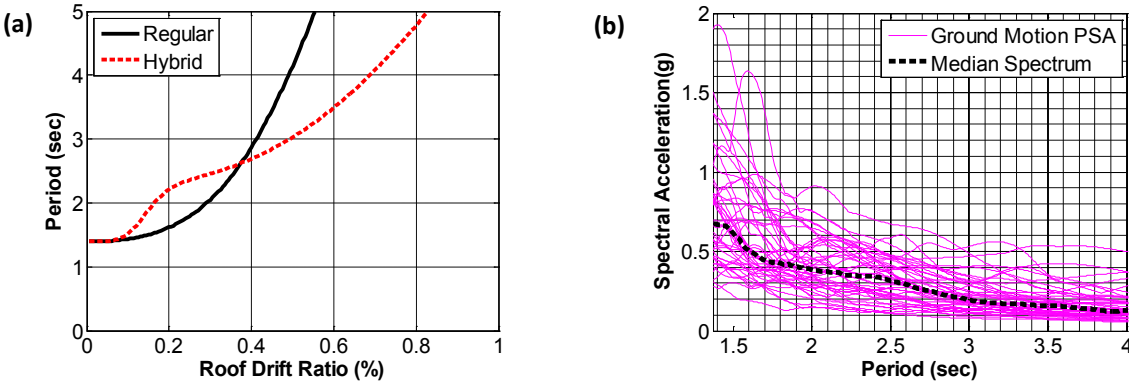 (a)
5
4
3
2
1
0
Period (sec)
Regular
Hybrid
0 0.2 0.4 0.6 0.8 1
Roof Drift Ratio (%)
(b)
2
1.5
1
0.5
0
Spectral Acceleration(g)
Ground Motion PSA
Median Spectrum
1.5 2 2.5 3 3.5 4
Period (sec)